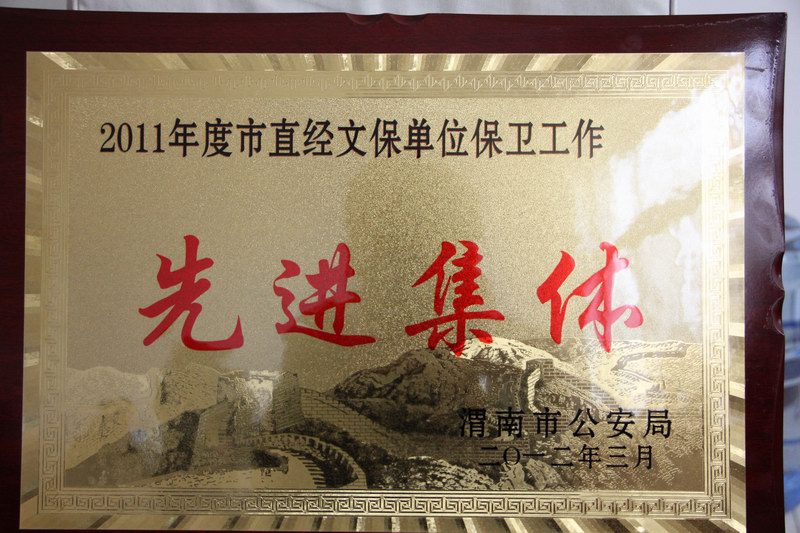 2011年度市直经文保单位保卫工作
先进集体
渭南市公安局
二〇一二年三月